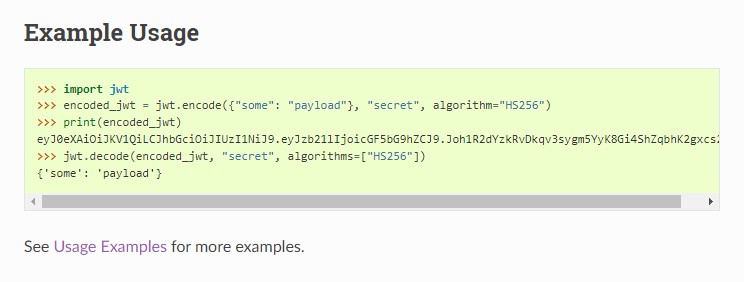 Example Usage
>>> import jwt
>>> encoded_jwt = jwt.encode({"some": "payload"}, "secret", algorithm="HS256")
>>> print(encoded_jwt)
eyJ0eXAiOiJKV1QiLCJhbGciOiJIUzI1NiJ9.eyJzb21lIjoicGF5bG9hZCJ9.Joh1R2dYzkRvDkqv3sygm5YyK8Gi4ShZqbhK2gxcs2
>>> jwt.decode(encoded_jwt, "secret", algorithms=["HS256"])
{'some': 'payload'}
See Usage Examples for more examples.